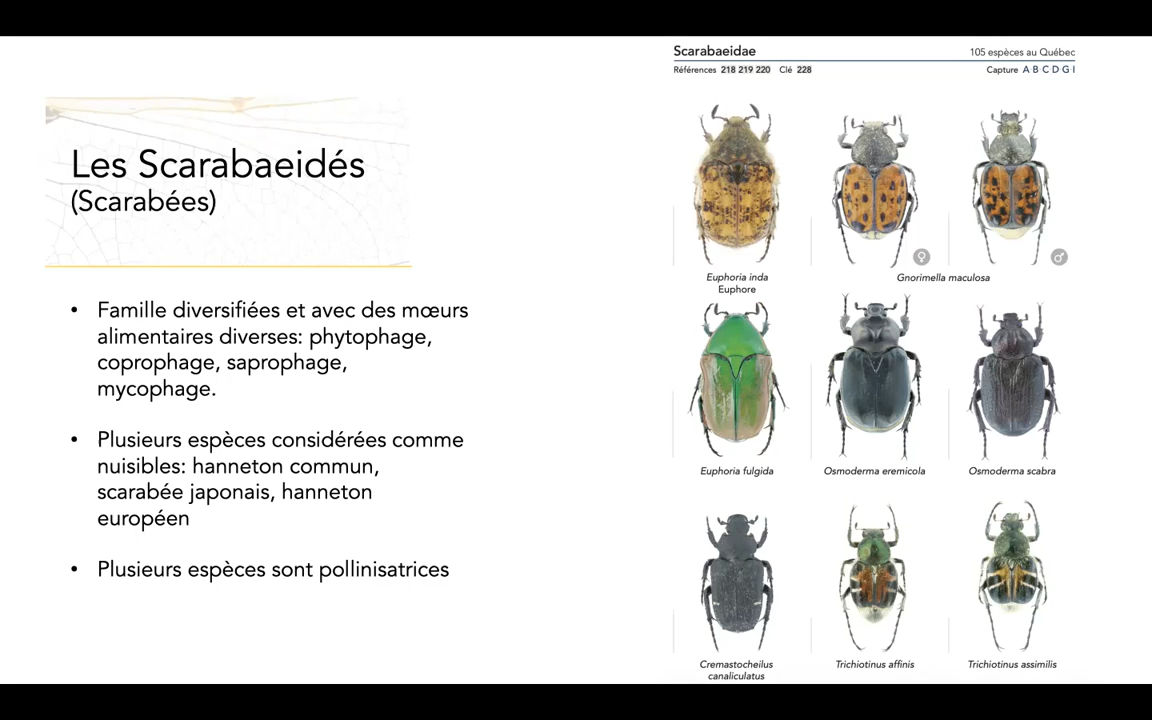 Les Scarabaeidés
(Scarabées)
• Famille diversifiées et avec des mœurs
alimentaires diverses: phytophage,
coprophage, saprophage,
mycophage.
• Plusieurs espèces considérées comme
nuisibles: hanneton commun,
scarabée japonais, hanneton
européen
• Plusieurs espèces sont pollinisatrices
Scarabaeidae 105 espèces au Québec
Références 218 219 220 Clé 228 Capture A B C D G I
♀ ♂
Euphoria inda Gnorimella maculosa
Euphore
Euphoria fulgida Osmoderma eremicola Osmoderma scabra
Cremastocheilus Trichiotinus affinis Trichiotinus assimilis
canaliculatus